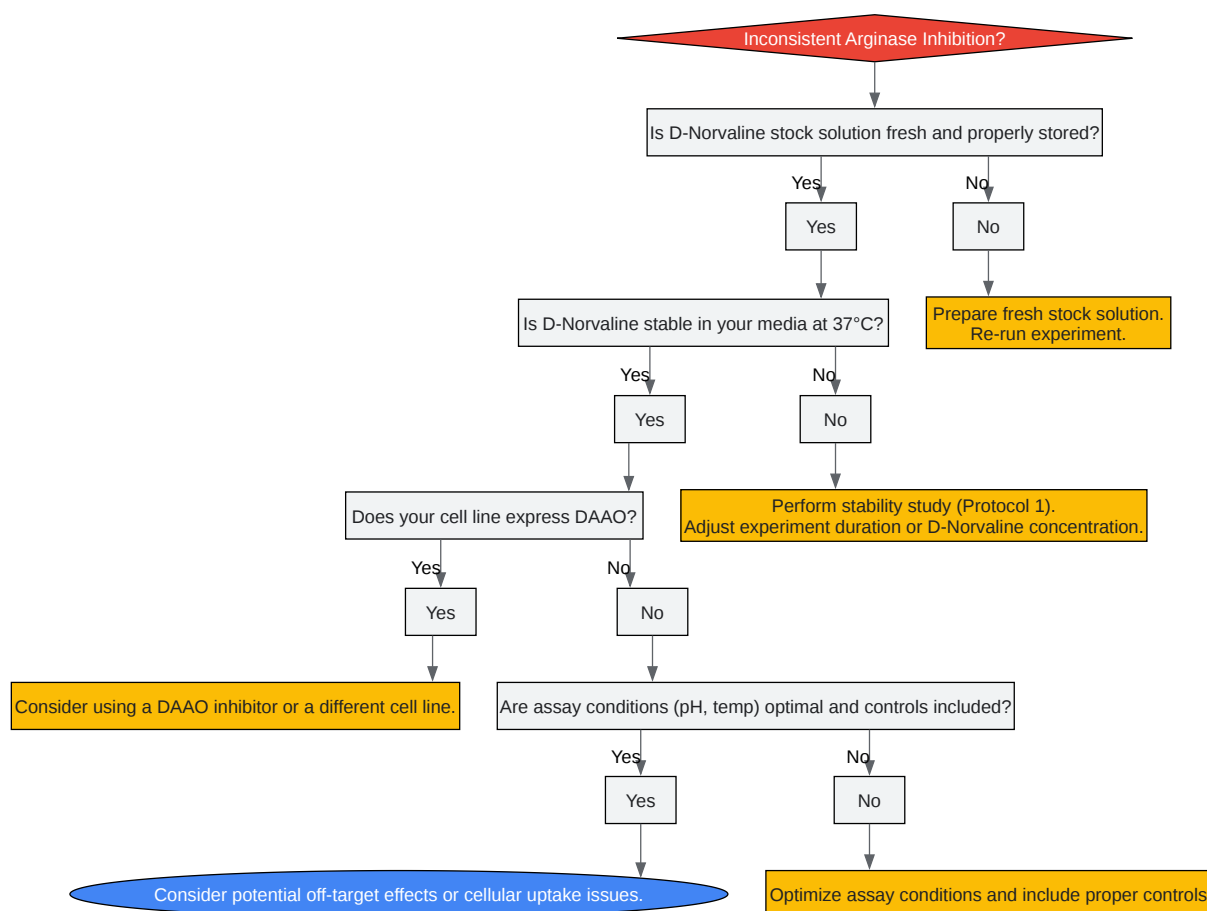 Inconsistent Arginase Inhibition?
Is D-Norvaline stock solution fresh and properly stored?
Yes
No
Yes
No
Is D-Norvaline stable in your media at 37°C?
Prepare fresh stock solution.
Re-run experiment.
Yes
No
Yes
No
Does your cell line express DAAO?
Perform stability study (Protocol 1).
Adjust experiment duration or D-Norvaline concentration.
Yes
No
Yes
No
Consider using a DAAO inhibitor or a different cell line.
Are assay conditions (pH, temp) optimal and controls included?
Yes
No
Yes
No
Consider potential off-target effects or cellular uptake issues.
Optimize assay conditions and include proper controls